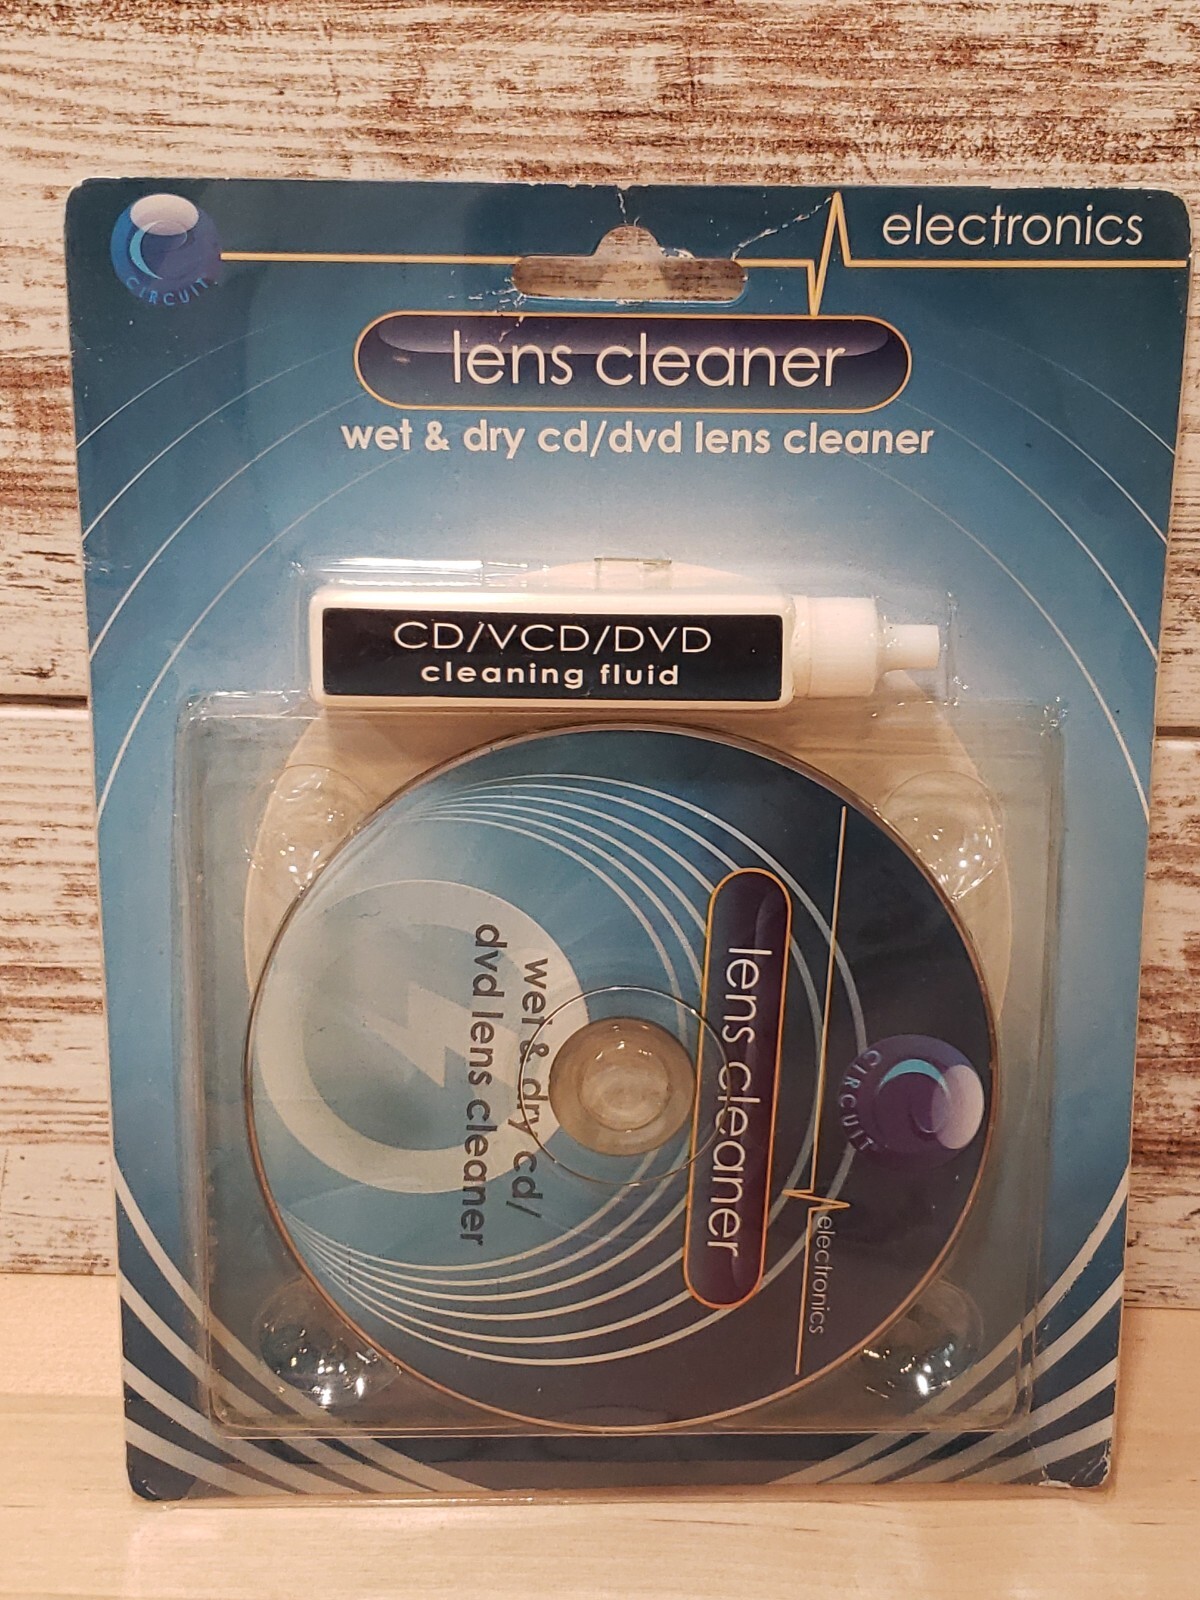 CIRCUIT
electronics
lens cleaner
wet & dry cd/dvd lens cleaner
CD/VCD/DVD
cleaning fluid
CIRCUIT
electronics
lens cleaner
wet & dry cd/
dvd lens cleaner